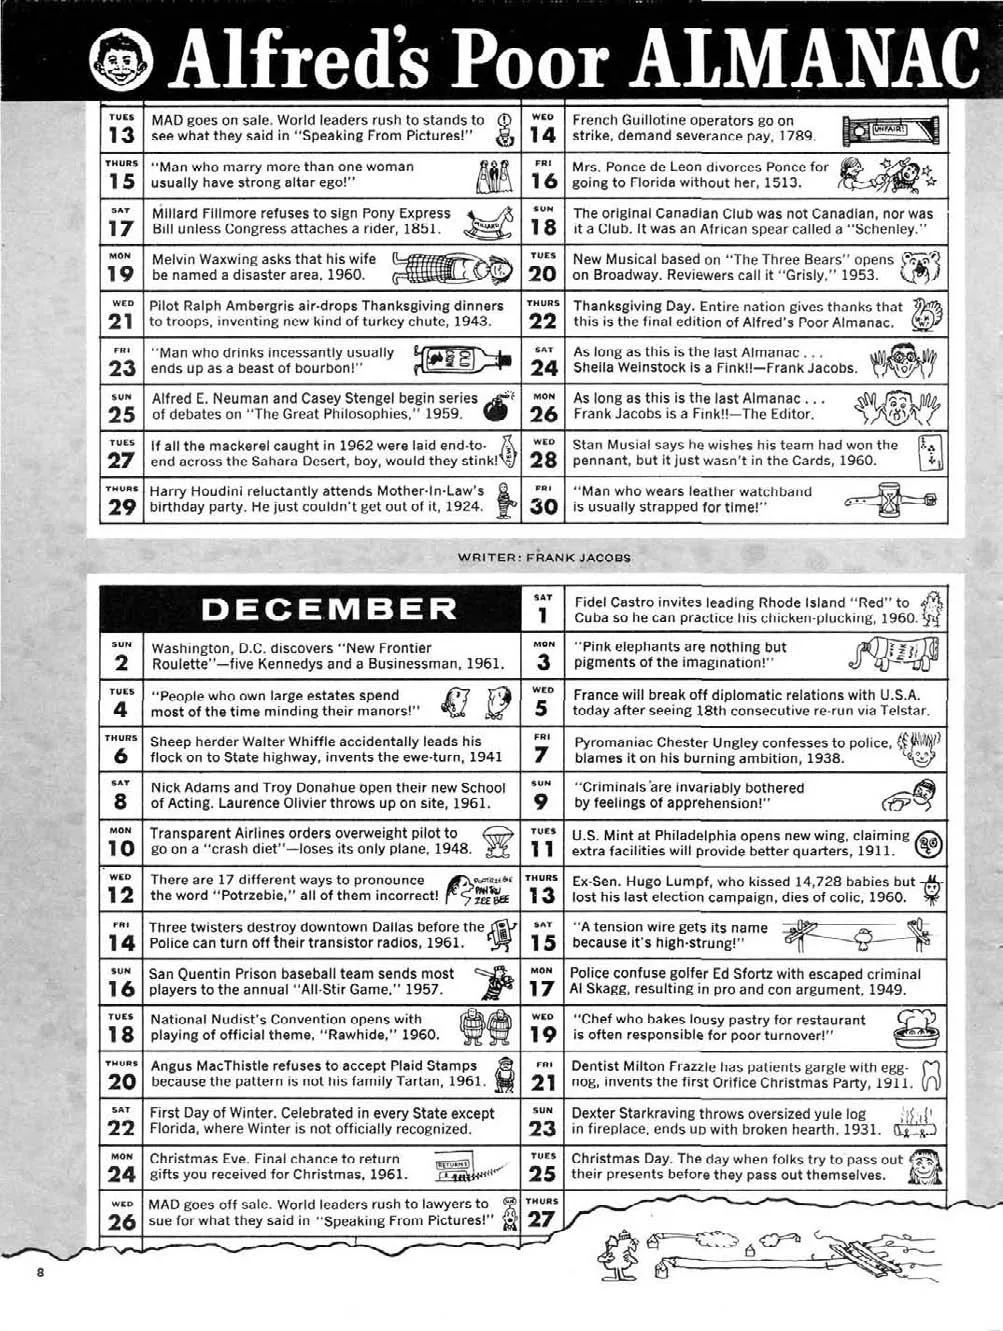 Alfred's Poor ALMANAC
TUES
13
MAD goes on sale. World leaders rush to stands to
see what they said in "Speaking From Pictures!"
WED
14
French Guillotine operators go on
strike, demand severance pay, 1789.
UNFAIR!
THURS
15
"Man who marry more than one woman
usually have strong altar ego!"
FRI
16
Mrs. Ponce de Leon divorces Ponce for
going to Florida without her, 1513.
SAT
17
Millard Fillmore refuses to sign Pony Express
Bill unless Congress attaches a rider, 1851.
MILLARD
SUN
18
The original Canadian Club was not Canadian, nor was
it a Club. It was an African spear called a "Schenley."
MON
19
Melvin Waxwing asks that his wife
be named a disaster area, 1960.
TUES
20
New Musical based on "The Three Bears" opens
on Broadway. Reviewers call it "Grisly," 1953.
WED
21
Pilot Ralph Ambergris air-drops Thanksgiving dinners
to troops, inventing new kind of turkey chute, 1943.
THURS
22
Thanksgiving Day. Entire nation gives thanks that
this is the final edition of Alfred's Poor Almanac.
FRI
23
"Man who drinks incessantly usually
ends up as a beast of bourbon!"
SAT
24
As long as this is the last Almanac . . .
Sheila Weinstock is a Fink!!—Frank Jacobs.
SUN
25
Alfred E. Neuman and Casey Stengel begin series
of debates on "The Great Philosophies," 1959.
MON
26
As long as this is the last Almanac . . .
Frank Jacobs is a Fink!!—The Editor.
TUES
27
If all the mackerel caught in 1962 were laid end-to-
end across the Sahara Desert, boy, would they stink!
WED
28
Stan Musial says he wishes his team had won the
pennant, but it just wasn't in the Cards, 1960.
THURS
29
Harry Houdini reluctantly attends Mother-In-Law's
birthday party. He just couldn't get out of it, 1924.
FRI
30
"Man who wears leather watchband
is usually strapped for time!"
WRITER: FRANK JACOBS
DECEMBER
SAT
1
Fidel Castro invites leading Rhode Island "Red" to
Cuba so he can practice his chicken-plucking, 1960.
SUN
2
Washington, D.C. discovers "New Frontier
Roulette"—five Kennedys and a Businessman, 1961.
MON
3
"Pink elephants are nothing but
pigments of the imagination!"
TUES
4
"People who own large estates spend
most of the time minding their manors!"
WED
5
France will break off diplomatic relations with U.S.A.
today after seeing 18th consecutive re-run via Telstar.
THURS
6
Sheep herder Walter Whiffle accidentally leads his
flock on to State highway, invents the ewe-turn, 1941
FRI
7
Pyromaniac Chester Ungley confesses to police,
blames it on his burning ambition, 1938.
SAT
8
Nick Adams and Troy Donahue open their new School
of Acting. Laurence Olivier throws up on site, 1961.
SUN
9
"Criminals are invariably bothered
by feelings of apprehension!"
MON
10
Transparent Airlines orders overweight pilot to
go on a "crash diet"—loses its only plane, 1948.
TUES
11
U.S. Mint at Philadelphia opens new wing, claiming
extra facilities will provide better quarters, 1911.
WED
12
There are 17 different ways to pronounce
the word "Potrzebie," all of them incorrect!
ZEE BEE
THURS
13
Ex-Sen. Hugo Lumpf, who kissed 14,728 babies but
lost his last election campaign, dies of colic, 1960.
FRI
14
Three twisters destroy downtown Dallas before the
Police can turn off their transistor radios, 1961.
SAT
15
"A tension wire gets its name
because it's high-strung!"
SUN
16
San Quentin Prison baseball team sends most
players to the annual "All-Stir Game," 1957.
MON
17
Police confuse golfer Ed Sfortz with escaped criminal
Al Skagg, resulting in pro and con argument, 1949.
TUES
18
National Nudist's Convention opens with
playing of official theme, "Rawhide," 1960.
WED
19
"Chef who bakes lousy pastry for restaurant
is often responsible for poor turnover!"
THURS
20
Angus MacThistle refuses to accept Plaid Stamps
because the pattern is not his family Tartan, 1961.
FRI
21
Dentist Milton Frazzle has patients gargle with egg-
nog, invents the first Orifice Christmas Party, 1911.
SAT
22
First Day of Winter. Celebrated in every State except
Florida, where Winter is not officially recognized.
SUN
23
Dexter Starkraving throws oversized yule log
in fireplace, ends up with broken hearth, 1931.
MON
24
Christmas Eve. Final chance to return
gifts you received for Christmas, 1961.
RETURNS
TUES
25
Christmas Day. The day when folks try to pass out
their presents before they pass out themselves.
WED
26
MAD goes off sale. World leaders rush to lawyers to
sue for what they said in "Speaking From Pictures!"
THURS
27
8